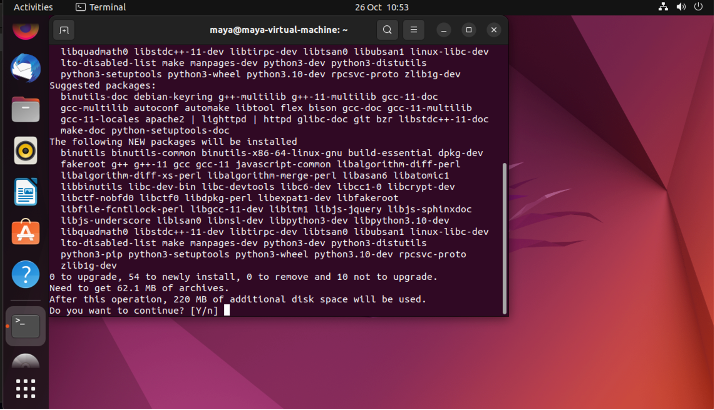 Activities
Terminal
26 Oct 10:53
maya@maya-virtual-machine: ~
libquadmath0 libstdc++-11-dev libtirpc-dev libtsan0 libubsan1 linux-libc-dev
lto-disabled-list make manpages-dev python3-dev python3-distutils
python3-setuptools python3-wheel python3.10-dev rpcsvc-proto zlib1g-dev
Suggested packages:
binutils-doc debian-keyring g++-multilib g++-11-multilib gcc-11-doc
gcc-multilib autoconf automake libtool flex bison gcc-doc gcc-11-multilib
gcc-11-locales apache2 | lighttpd | httpd glibc-doc git bzr libstdc++-11-doc
make-doc python-setuptools-doc
The following NEW packages will be installed
binutils binutils-common binutils-x86-64-linux-gnu build-essential dpkg-dev
fakeroot g++ g++-11 gcc gcc-11 javascript-common libalgorithm-diff-perl
libalgorithm-diff-xs-perl libalgorithm-merge-perl libasan6 libatomic1
libbinutils libc-dev-bin libc-devtools libc6-dev libcc1-0 libcrypt-dev
libctf-nobfd0 libctf0 libdpkg-perl libexpat1-dev libfakeroot
libfile-fcntllock-perl libgcc-11-dev libitm1 libjs-jquery libjs-sphinxdoc
libjs-underscore liblsan0 libnsl-dev libpython3-dev libpython3.10-dev
libquadmath0 libstdc++-11-dev libtirpc-dev libtsan0 libubsan1 linux-libc-dev
lto-disabled-list make manpages-dev python3-dev python3-distutils
python3-pip python3-setuptools python3-wheel python3.10-dev rpcsvc-proto
zlib1g-dev
0 to upgrade, 54 to newly install, 0 to remove and 10 not to upgrade.
Need to get 62.1 MB of archives.
After this operation, 220 MB of additional disk space will be used.
Do you want to continue? [Y/n]